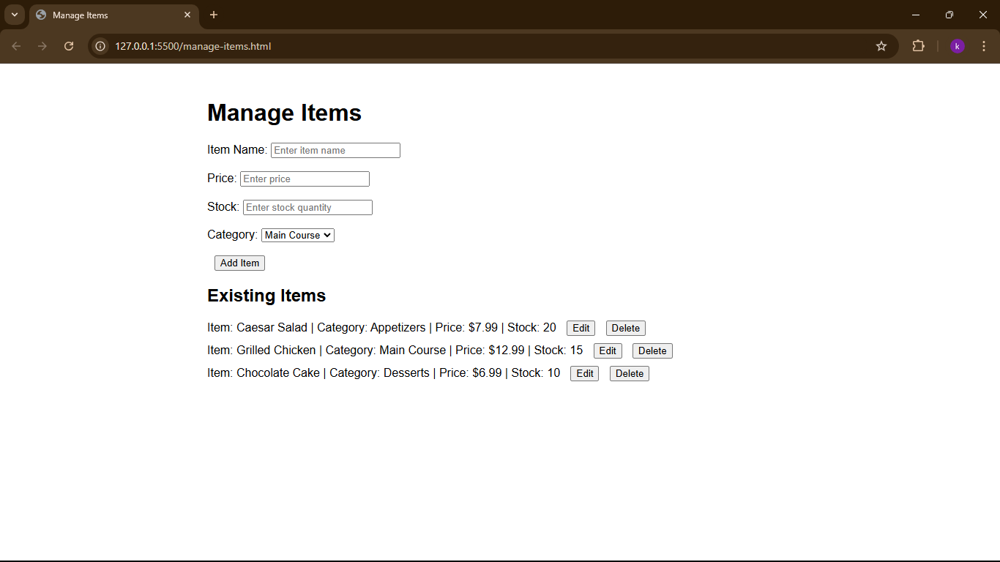 Manage Items
127.0.0.1:5500/manage-items.html
k
Manage Items
Item Name: Enter item name
Price: Enter price
Stock: Enter stock quantity
Category: Main Course
Add Item
Existing Items
Item: Caesar Salad | Category: Appetizers | Price: $7.99 | Stock: 20 Edit Delete
Item: Grilled Chicken | Category: Main Course | Price: $12.99 | Stock: 15 Edit Delete
Item: Chocolate Cake | Category: Desserts | Price: $6.99 | Stock: 10 Edit Delete